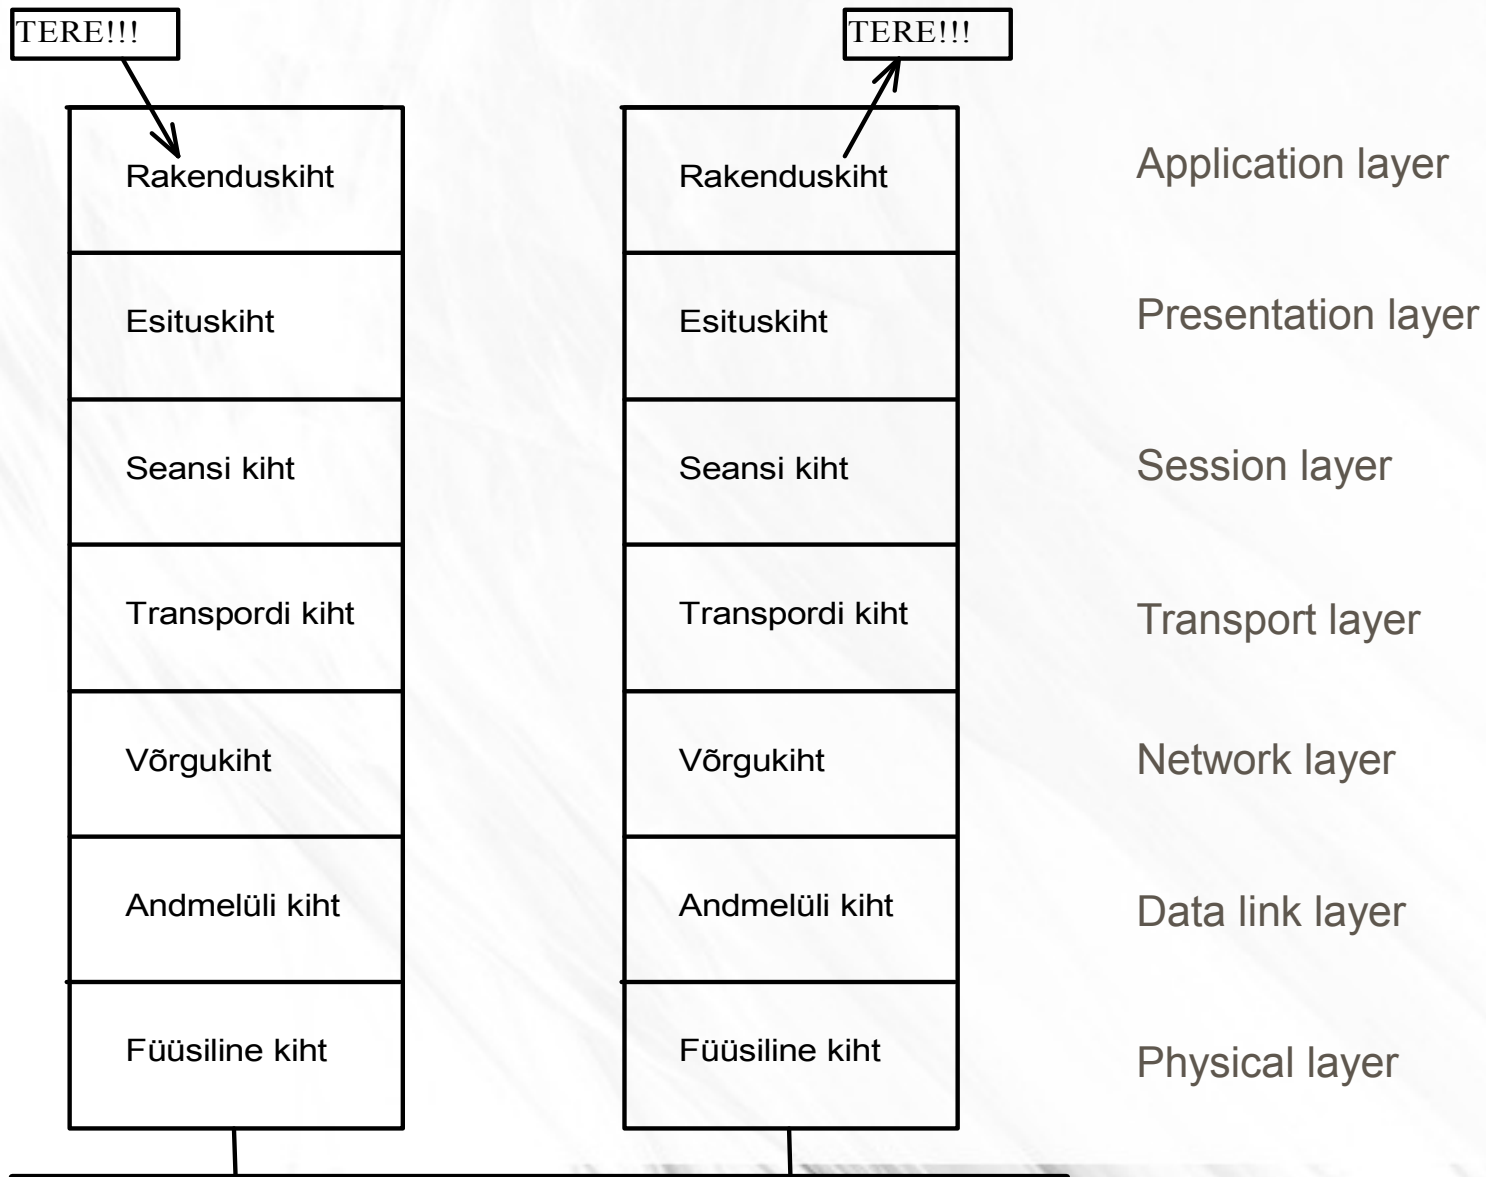 TERE!!! TERE!!!
Rakenduskiht Rakenduskiht Application layer
Esituskiht Esituskiht Presentation layer
Seansi kiht Seansi kiht Session layer
Transpordi kiht Transpordi kiht Transport layer
Võrgukiht Võrgukiht Network layer
Andmelüli kiht Andmelüli kiht Data link layer
Füüsiline kiht Füüsiline kiht Physical layer